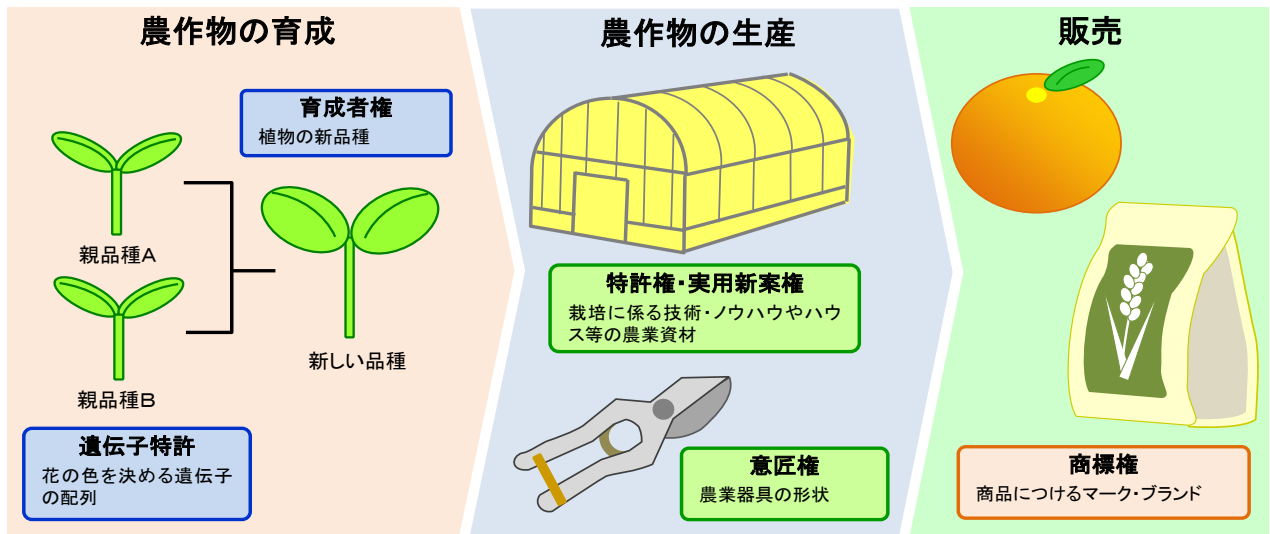 農作物の育成
育成者権
植物の新品種
親品種A
親品種B
新しい品種
遺伝子特許
花の色を決める遺伝子
の配列
農作物の生産
特許権・実用新案権
栽培に係る技術・ノウハウやハウ
ス等の農業資材
意匠権
農業器具の形状
販売
商標権
商品につけるマーク・ブランド